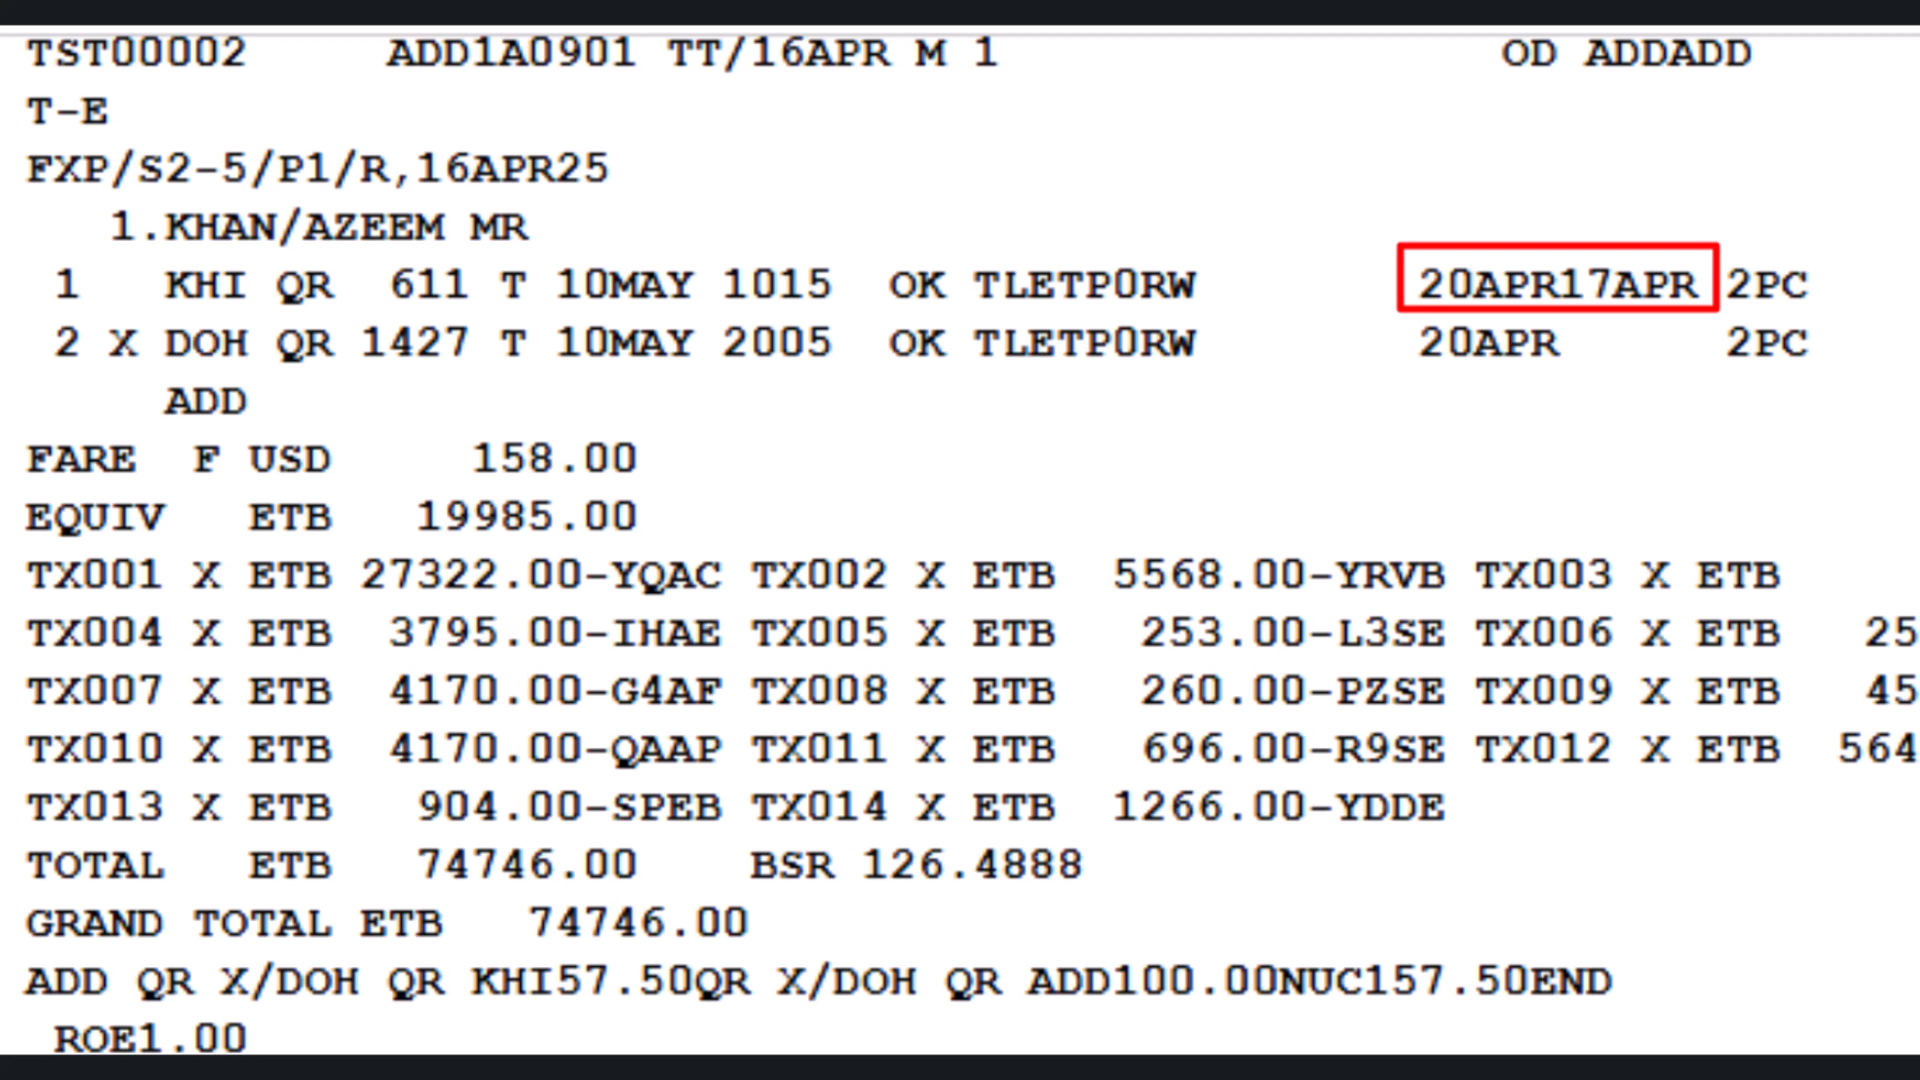 TST00002 ADD1A0901 TT/16APR M 1 OD ADDADD
T-E
FXP/S2-5/P1/R,16APR25
1.KHAN/AZEEM MR
1 KHI QR 611 T 10MAY 1015 OK TLETP0RW 20APR17APR 2PC
2 X DOH QR 1427 T 10MAY 2005 OK TLETP0RW 20APR 2PC
ADD
FARE F USD 158.00
EQUIV ETB 19985.00
TX001 X ETB 27322.00-YQAC TX002 X ETB 5568.00-YRVB TX003 X ETB
TX004 X ETB 3795.00-IHAE TX005 X ETB 253.00-L3SE TX006 X ETB 25
TX007 X ETB 4170.00-G4AF TX008 X ETB 260.00-PZSE TX009 X ETB 45
TX010 X ETB 4170.00-QAAP TX011 X ETB 696.00-R9SE TX012 X ETB 564
TX013 X ETB 904.00-SPEB TX014 X ETB 1266.00-YDDE
TOTAL ETB 74746.00 BSR 126.4888
GRAND TOTAL ETB 74746.00
ADD QR X/DOH QR KHI57.50QR X/DOH QR ADD100.00NUC157.50END
ROE1.00